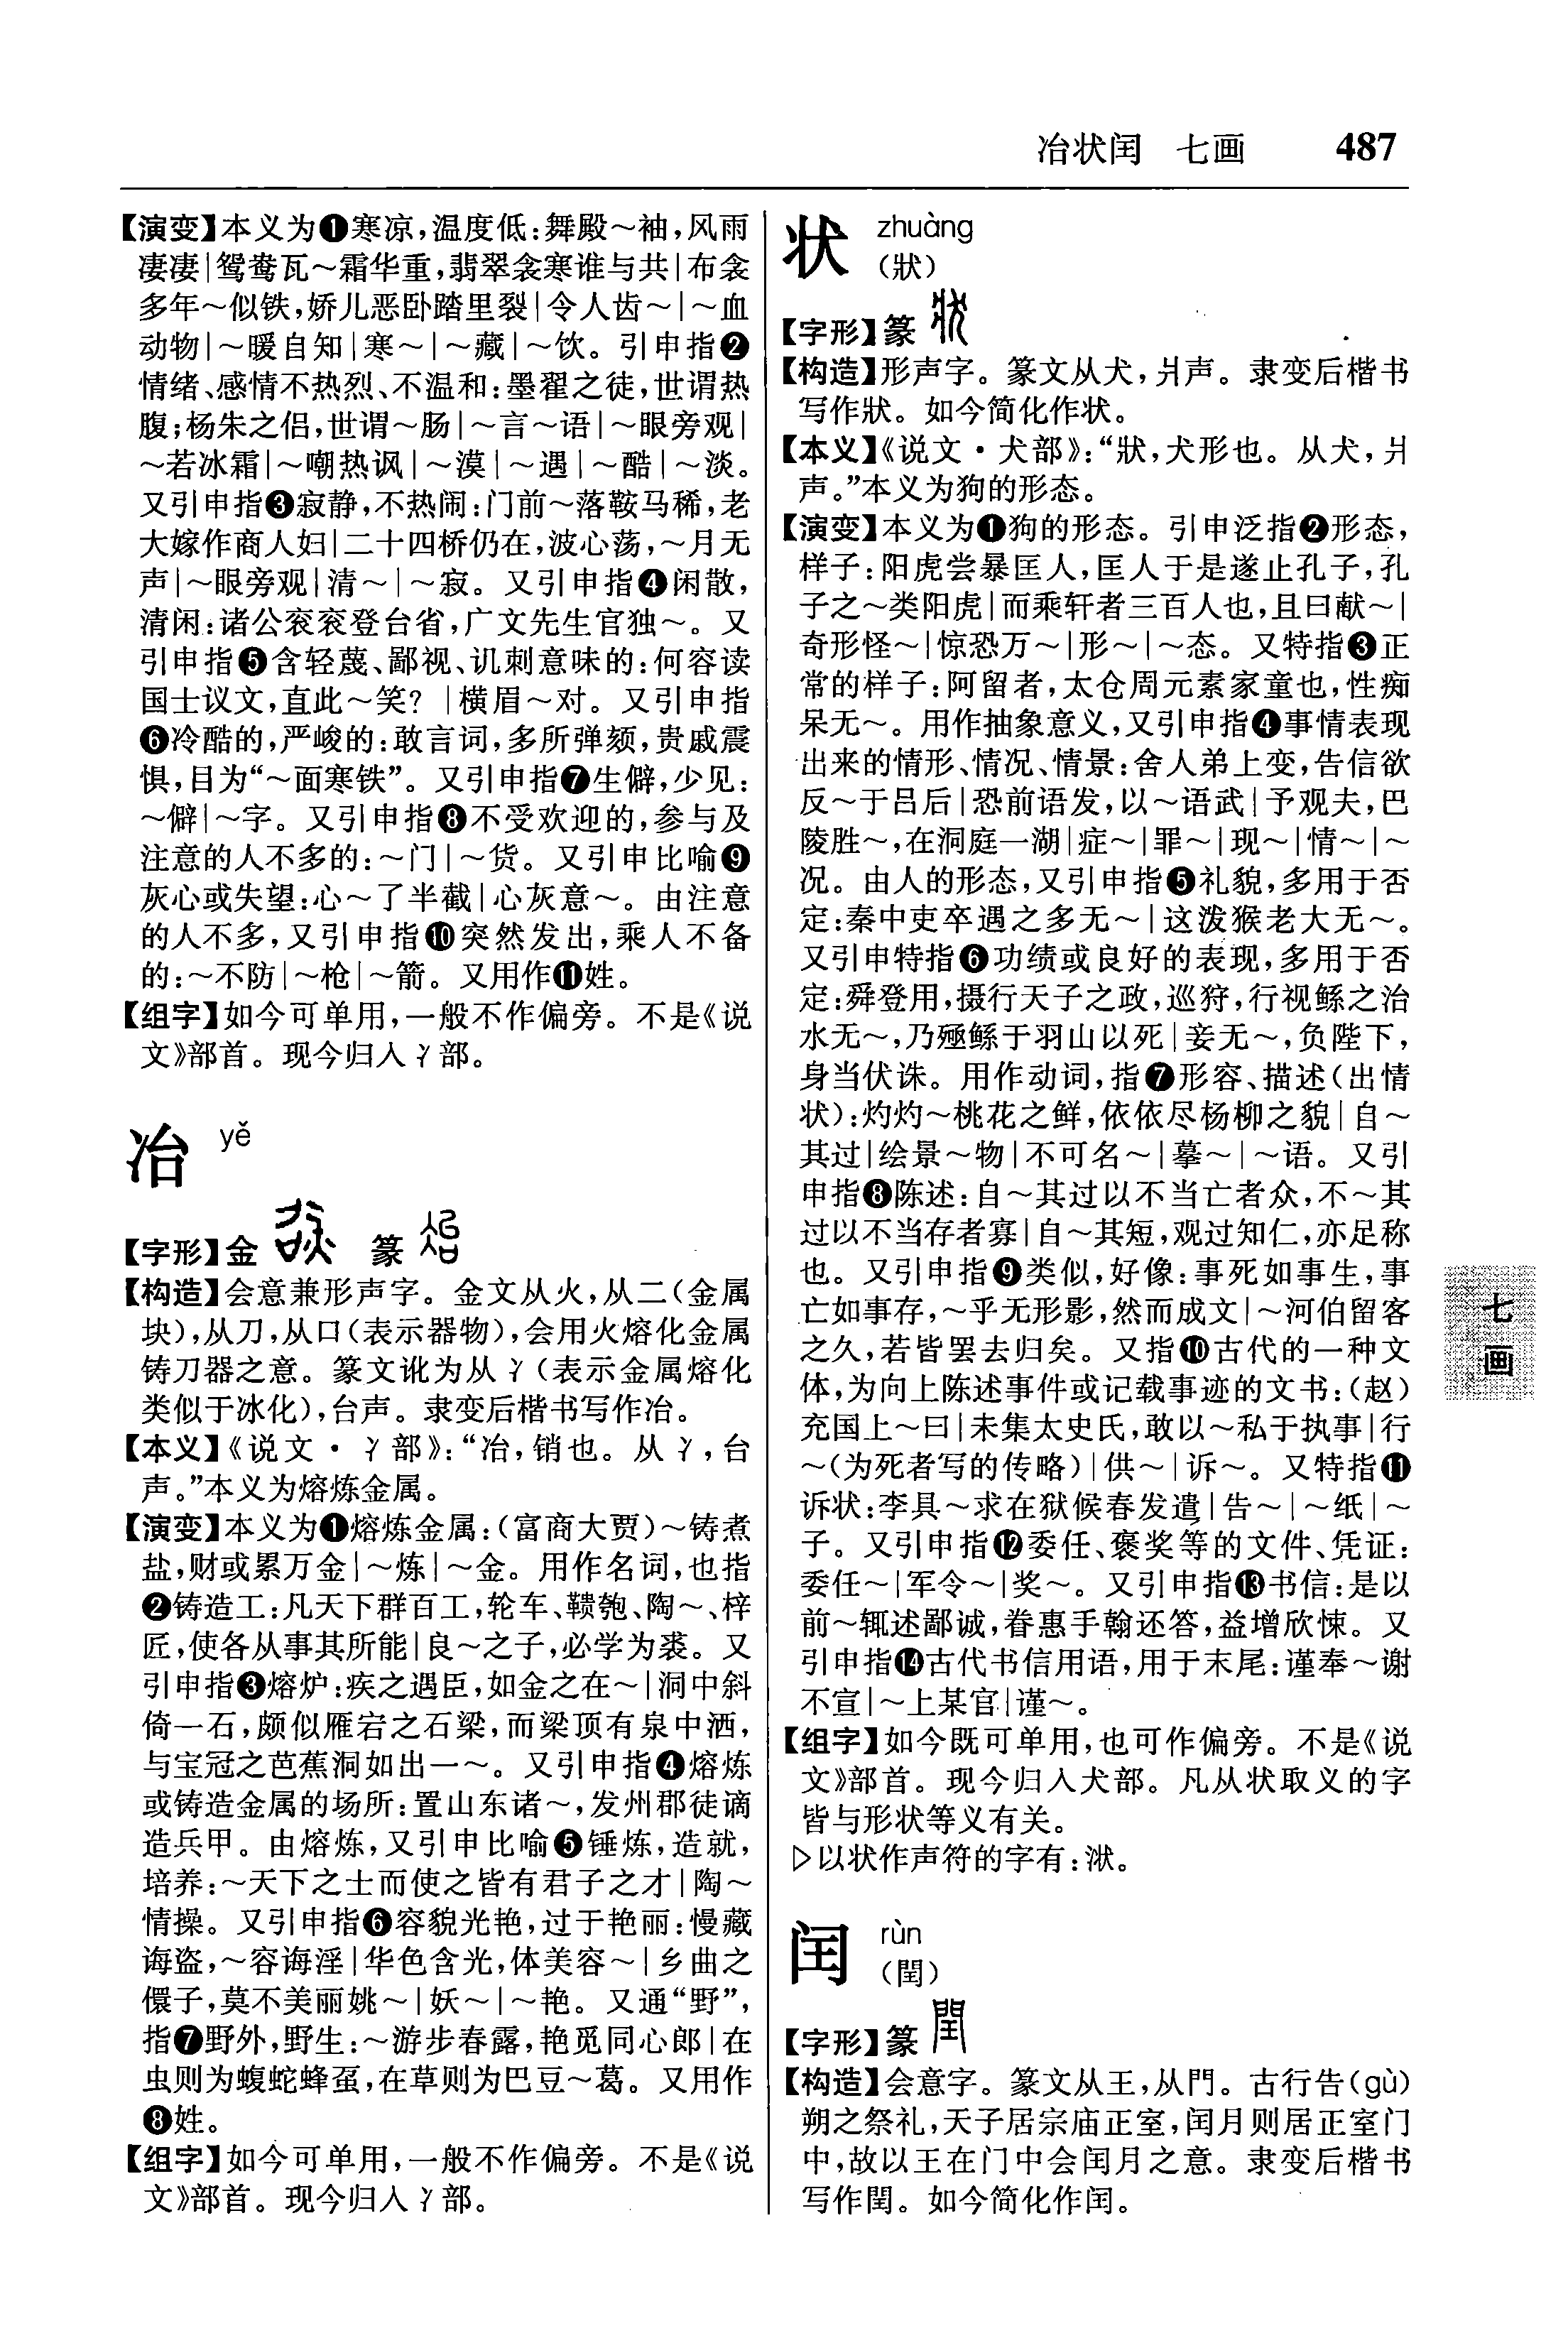 冶状闰 七画 487
【演变】本义为❶寒凉,温度低:舞殿～袖,风雨
凄凄|鸳鸯瓦～霜华重,翡翠衾寒谁与共|布衾
多年～似铁,娇儿恶卧踏里裂|令人齿～|～血
动物|～暖自知|寒～|～藏|～饮。引申指❷
情绪、感情不热烈、不温和:墨翟之徒,世谓热
腹;杨朱之侣,世谓～肠|～言～语|～眼旁观|
～若冰霜|～嘲热讽|～漠|～遇|～酷|～淡。
又引申指❸寂静,不热闹:门前～落鞍马稀,老
大嫁作商人妇|二十四桥仍在,波心荡,～月无
声|～眼旁观|清～|～寂。又引申指❹闲散,
清闲:诸公衮衮登台省,广文先生官独～。又
引申指❺含轻蔑、鄙视、讥刺意味的:何容读
国士议文,直此～笑?|横眉～对。又引申指
❻冷酷的,严峻的:敢言词,多所弹颏,贵戚震
惧,目为“～面寒铁”。又引申指❼生僻,少见:
～僻|～字。又引申指❽不受欢迎的,参与及
注意的人不多的:～门|～货。又引申比喻❾
灰心或失望:心～了半截|心灰意～。由注意
的人不多,又引申指❿突然发出,乘人不备
的:～不防|～枪|～箭。又用作⓫姓。
【组字】如今可单用,一般不作偏旁。不是《说
文》部首。现今归入冫部。
冶 yě
【字形】金 篆
【构造】会意兼形声字。金文从火,从二(金属
块),从刀,从口(表示器物),会用火熔化金属
铸刀器之意。篆文讹为从冫(表示金属熔化
类似于冰化),台声。隶变后楷书写作冶。
【本义】《说文·冫部》:“冶,销也。从冫,台
声。”本义为熔炼金属。
【演变】本义为❶熔炼金属:(富商大贾)～铸煮
盐,财或累万金|～炼|～金。用作名词,也指
❷铸造工:凡天下群百工,轮车、鞼匏、陶～、梓
匠,使各从事其所能|良～之子,必学为裘。又
引申指❸熔炉:疾之遇臣,如金之在～|洞中斜
倚一石,颇似雁宕之石梁,而梁顶有泉中洒,
与宝冠之芭蕉洞如出一～。又引申指❹熔炼
或铸造金属的场所:置山东诸～,发州郡徒谪
造兵甲。由熔炼,又引申比喻❺锤炼,造就,
培养:～天下之士而使之皆有君子之才|陶～
情操。又引申指❻容貌光艳,过于艳丽:慢藏
诲盗,～容诲淫|华色含光,体美容～|乡曲之
儇子,莫不美丽姚～|妖～|～艳。又通“野”,
指❼野外,野生:～游步春露,艳觅同心郎|在
虫则为蝮蛇蜂虿,在草则为巴豆～葛。又用作
❽姓。
【组字】如今可单用,一般不作偏旁。不是《说
文》部首。现今归入冫部。
状 zhuàng
(狀)
【字形】篆
【构造】形声字。篆文从犬,爿声。隶变后楷书
写作狀。如今简化作状。
【本义】《说文·犬部》:“狀,犬形也。从犬,爿
声。”本义为狗的形态。
【演变】本义为❶狗的形态。引申泛指❷形态,
样子:阳虎尝暴匡人,匡人于是遂止孔子,孔
子之～类阳虎|而乘轩者三百人也,且曰献～|
奇形怪～|惊恐万～|形～|～态。又特指❸正
常的样子:阿留者,太仓周元素家童也,性痴
呆无～。用作抽象意义,又引申指❹事情表现
出来的情形、情况、情景:舍人弟上变,告信欲
反～于吕后|恐前语发,以～语武|予观夫,巴
陵胜～,在洞庭一湖|症～|罪～|现～|情～|～
况。由人的形态,又引申指❺礼貌,多用于否
定:秦中吏卒遇之多无～|这泼猴老大无～。
又引申特指❻功绩或良好的表现,多用于否
定:舜登用,摄行天子之政,巡狩,行视鲧之治
水无～,乃殛鲧于羽山以死|妾无～,负陛下,
身当伏诛。用作动词,指❼形容、描述(出情
状):灼灼～桃花之鲜,依依尽杨柳之貌|自～
其过|绘景～物|不可名～|摹～|～语。又引
申指❽陈述:自～其过以不当亡者众,不～其
过以不当存者寡|自～其短,观过知仁,亦足称
也。又引申指❾类似,好像:事死如事生,事
亡如事存,～乎无形影,然而成文|～河伯留客
之久,若皆罢去归矣。又指❿古代的一种文
体,为向上陈述事件或记载事迹的文书:(赵)
充国上～曰|未集太史氏,敢以～私于执事|行
～(为死者写的传略)|供～|诉～。又特指⓫
诉状:李具～求在狱候春发遣|告～|～纸|～
子。又引申指⓬委任、褒奖等的文件、凭证:
委任～|军令～|奖～。又引申指⓭书信:是以
前～辄述鄙诚,眷惠手翰还答,益增欣悚。又
引申指⓮古代书信用语,用于末尾:谨奉～谢
不宣|～上某官|谨～。
【组字】如今既可单用,也可作偏旁。不是《说
文》部首。现今归入犬部。凡从状取义的字
皆与形状等义有关。
▷以状作声符的字有:洑。
闰 rùn
(閏)
【字形】篆
【构造】会意字。篆文从王,从門。古行告(gù)
朔之祭礼,天子居宗庙正室,闰月则居正室门
中,故以王在门中会闰月之意。隶变后楷书
写作閏。如今简化作闰。
七画